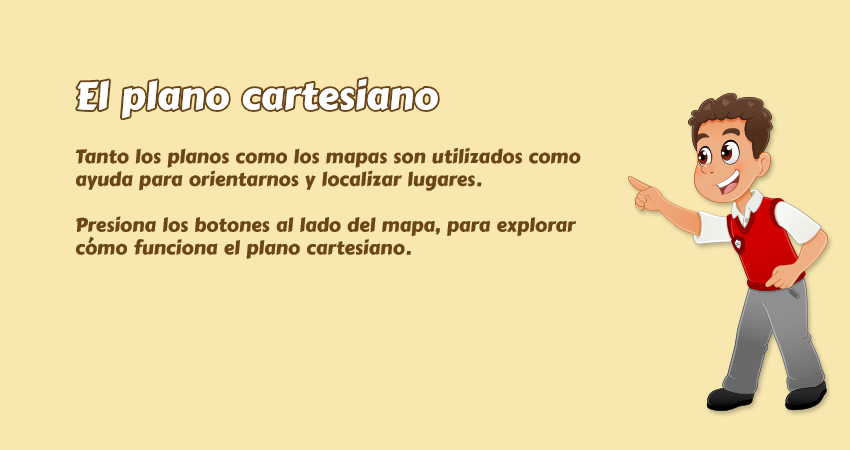 El plano cartesiano
Tanto los planos como los mapas son utilizados como
ayuda para orientarnos y localizar lugares.
Presiona los botones al lado del mapa, para explorar
cómo funciona el plano cartesiano.